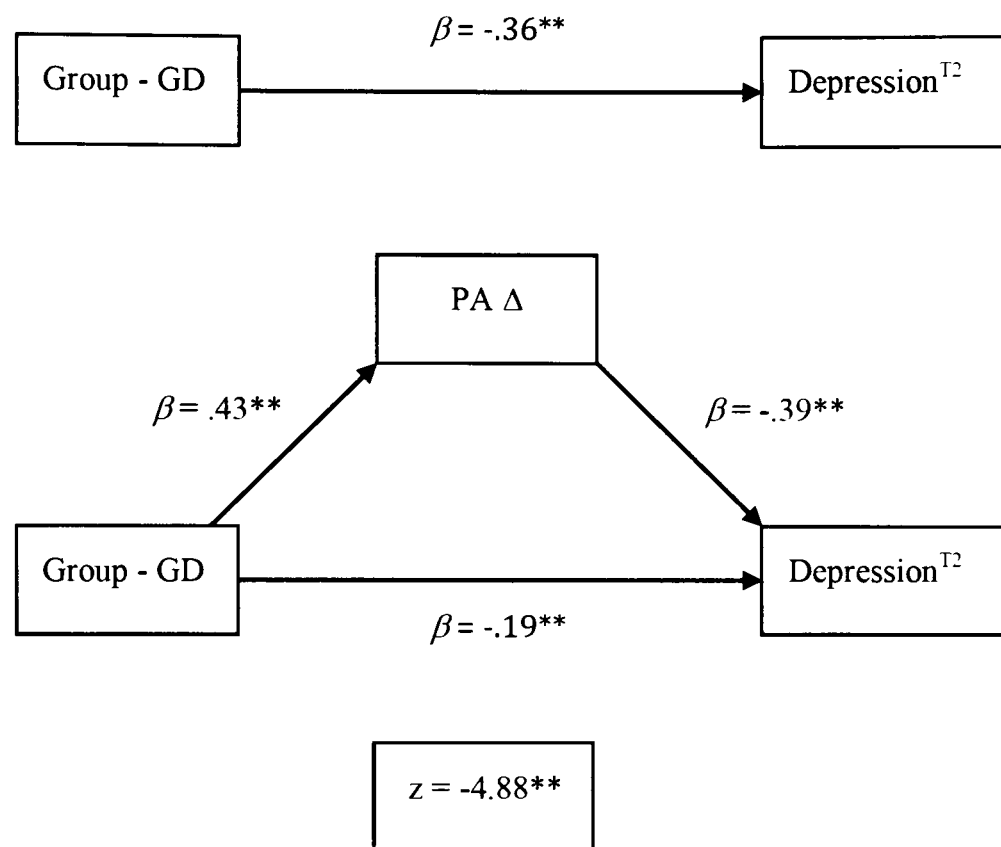 β = -.36**
Group - GD
Depression^T2
PA Δ
β = .43**
β = -.39**
Group - GD
Depression^T2
β = -.19**
z = -4.88**